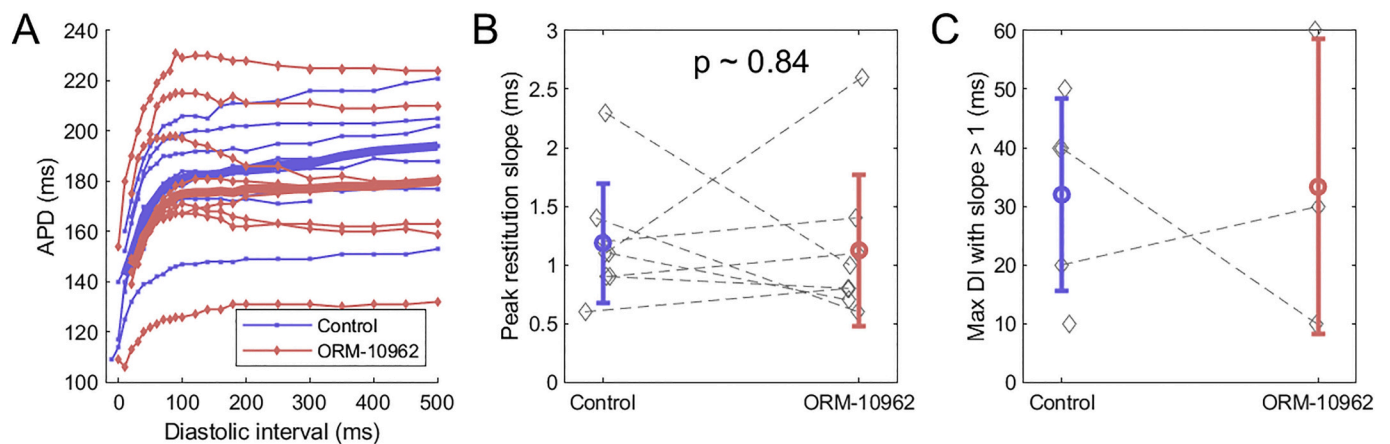 A
APD (ms)
240
220
200
180
160
140
120
100
0
100
200
300
400
500
Diastolic interval (ms)
Control
ORM-10962
B
p ~ 0.84
Peak restitution slope (ms)
3
2.5
2
1.5
1
0.5
0
Control
ORM-10962
C
Max DI with slope > 1 (ms)
60
50
40
30
20
10
0
Control
ORM-10962